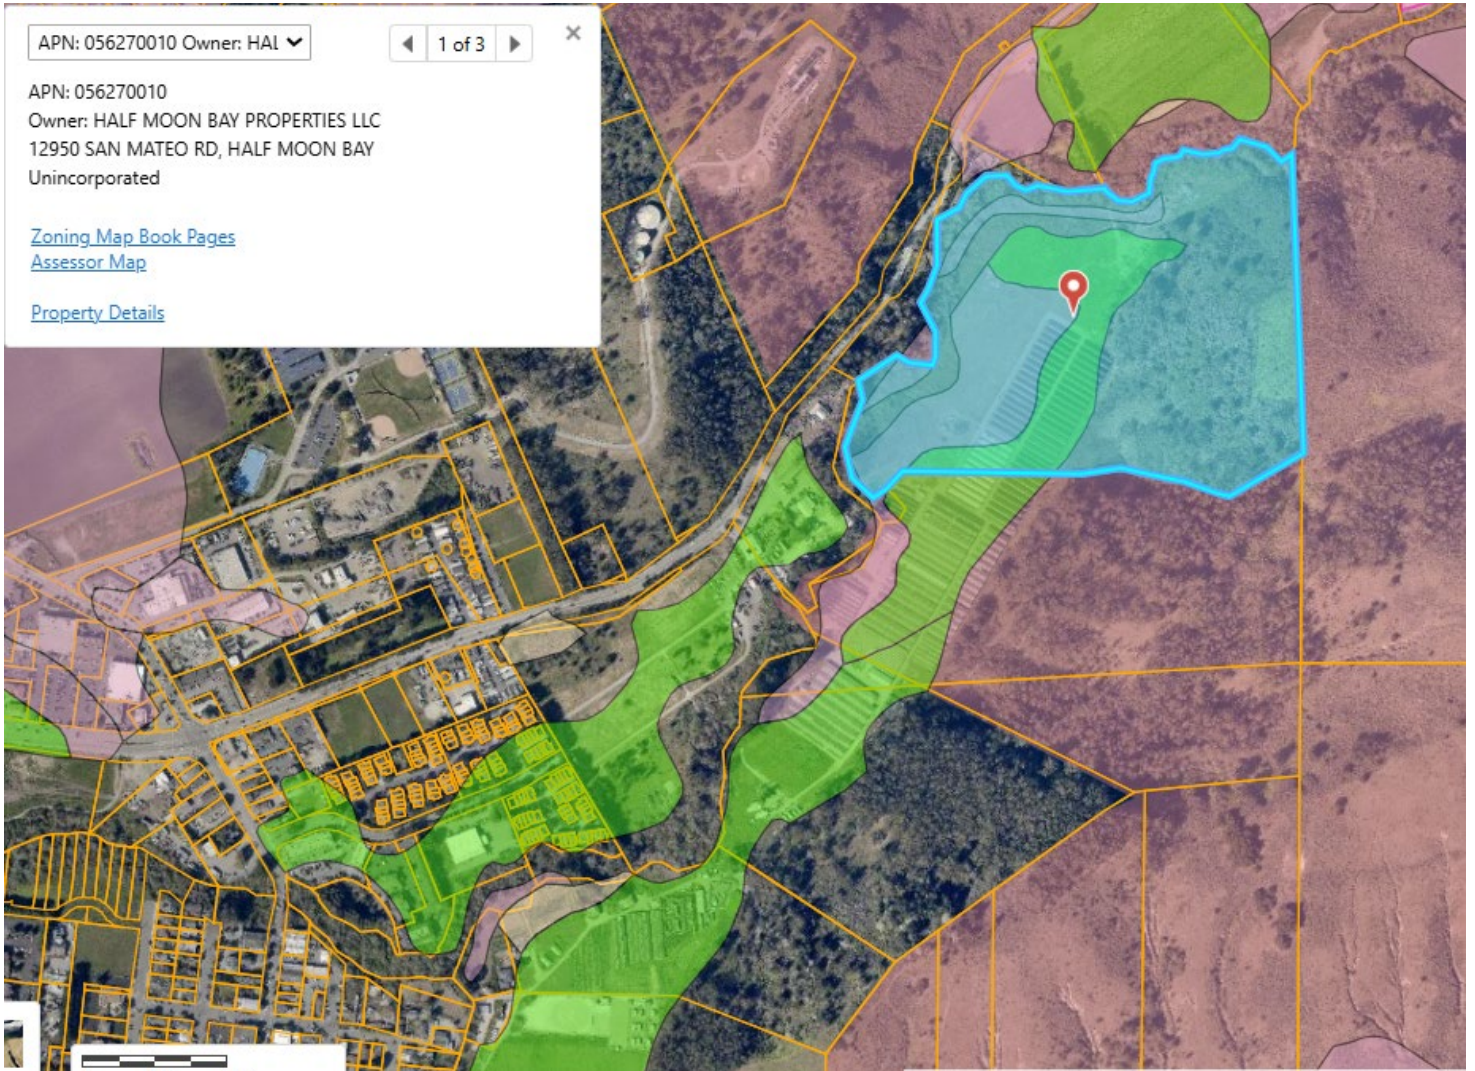 APN: 056270010 Owner: HAL
1 of 3
APN: 056270010
Owner: HALF MOON BAY PROPERTIES LLC
12950 SAN MATEO RD, HALF MOON BAY
Unincorporated
Zoning Map Book Pages
Assessor Map
Property Details